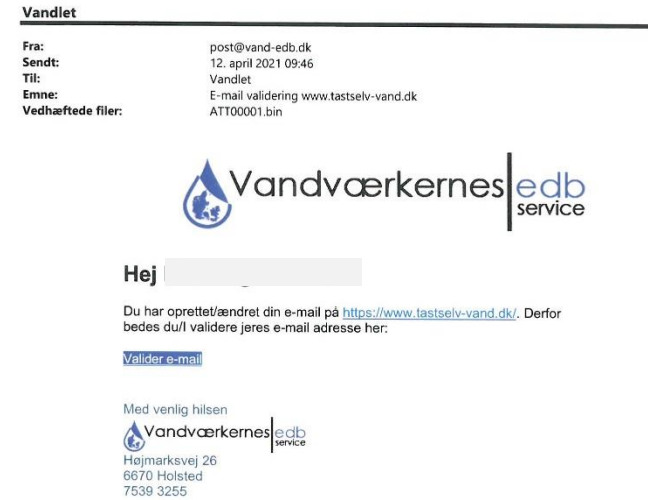 Vandlet
Fra: post@vand-edb.dk
Sendt: 12. april 2021 09:46
Til: Vandlet
Emne: E-mail validering www.tastselv-vand.dk
Vedhæftede filer: ATT00001.bin
Vandværkernes edb service
Hej
Du har oprettet/ændret din e-mail på https://www.tastselv-vand.dk/. Derfor
bedes du/I validere jeres e-mail adresse her:
Valider e-mail
Med venlig hilsen
Vandværkernes edb service
Højmarksvej 26
6670 Holsted
7539 3255